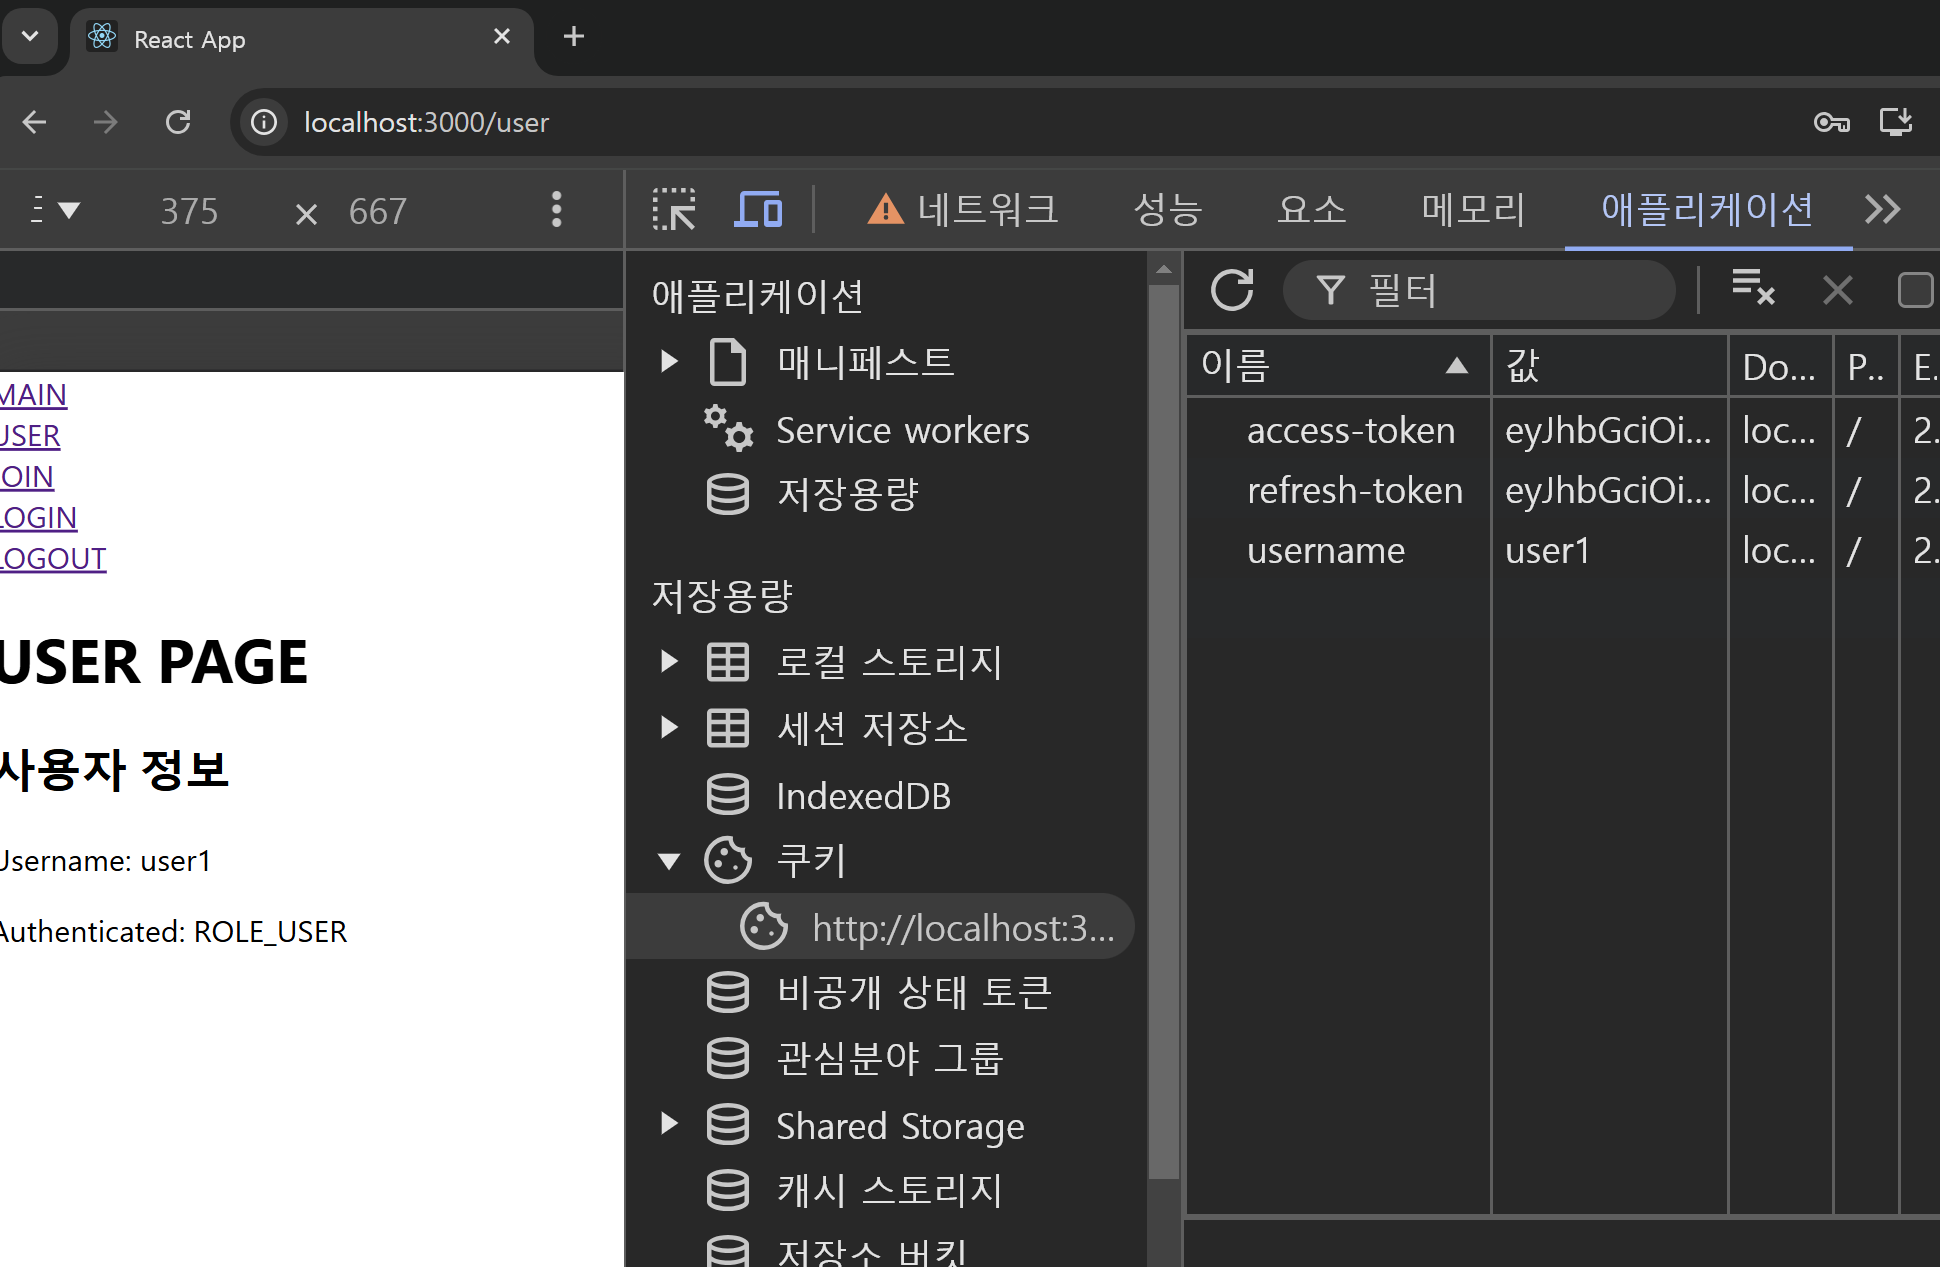 React App
localhost:3000/user
375 × 667
네트워크 성능 요소 메모리 애플리케이션
MAIN
USER
JOIN
LOGIN
LOGOUT
USER PAGE
사용자 정보
Username: user1
Authenticated: ROLE_USER
애플리케이션
매니페스트
Service workers
저장용량
저장용량
로컬 스토리지
세션 저장소
IndexedDB
쿠키
http://localhost:3...
비공개 상태 토큰
관심분야 그룹
Shared Storage
캐시 스토리지
저장소 버킷
필터
이름 값 Do... P.. E.
access-token eyJhbGciOi... loc... / 2.
refresh-token eyJhbGciOi... loc... / 2.
username user1 loc... / 2.